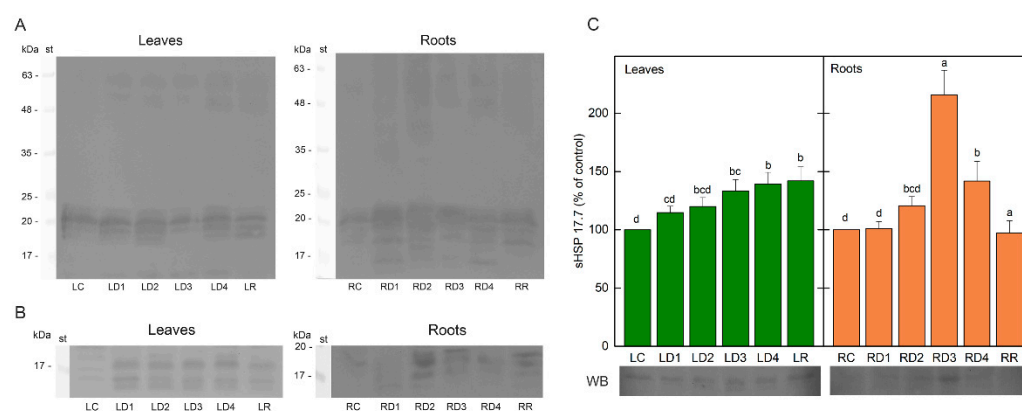 A
Leaves
Roots
kDa st
63 -
48 -
35 -
25 -
20 -
17 -
LC LD1 LD2 LD3 LD4 LR
kDa st
63 -
48 -
35 -
25 -
20 -
17 -
RC RD1 RD2 RD3 RD4 RR
B
Leaves
Roots
kDa st
17 -
LC LD1 LD2 LD3 LD4 LR
kDa st
20 -
17 -
RC RD1 RD2 RD3 RD4 RR
C
sHSP 17.7 (% of control)
200
150
100
50
0
Leaves
d cd bcd bc b b
LC LD1 LD2 LD3 LD4 LR
Roots
d d bcd a b a
RC RD1 RD2 RD3 RD4 RR
WB